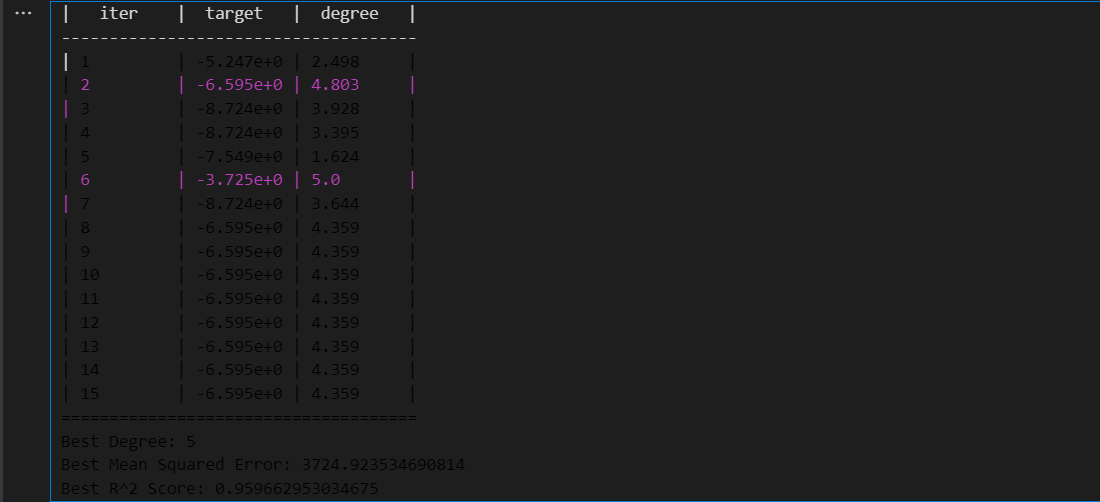 ...
| iter | target | degree |
-------------------------------------
| 1 | -5.247e+0 | 2.498 |
| 2 | -6.595e+0 | 4.803 |
| 3 | -8.724e+0 | 3.928 |
| 4 | -8.724e+0 | 3.395 |
| 5 | -7.549e+0 | 1.624 |
| 6 | -3.725e+0 | 5.0 |
| 7 | -8.724e+0 | 3.644 |
| 8 | -6.595e+0 | 4.359 |
| 9 | -6.595e+0 | 4.359 |
| 10 | -6.595e+0 | 4.359 |
| 11 | -6.595e+0 | 4.359 |
| 12 | -6.595e+0 | 4.359 |
| 13 | -6.595e+0 | 4.359 |
| 14 | -6.595e+0 | 4.359 |
| 15 | -6.595e+0 | 4.359 |
=====================================
Best Degree: 5
Best Mean Squared Error: 3724.923534690814
Best R^2 Score: 0.959662953034675